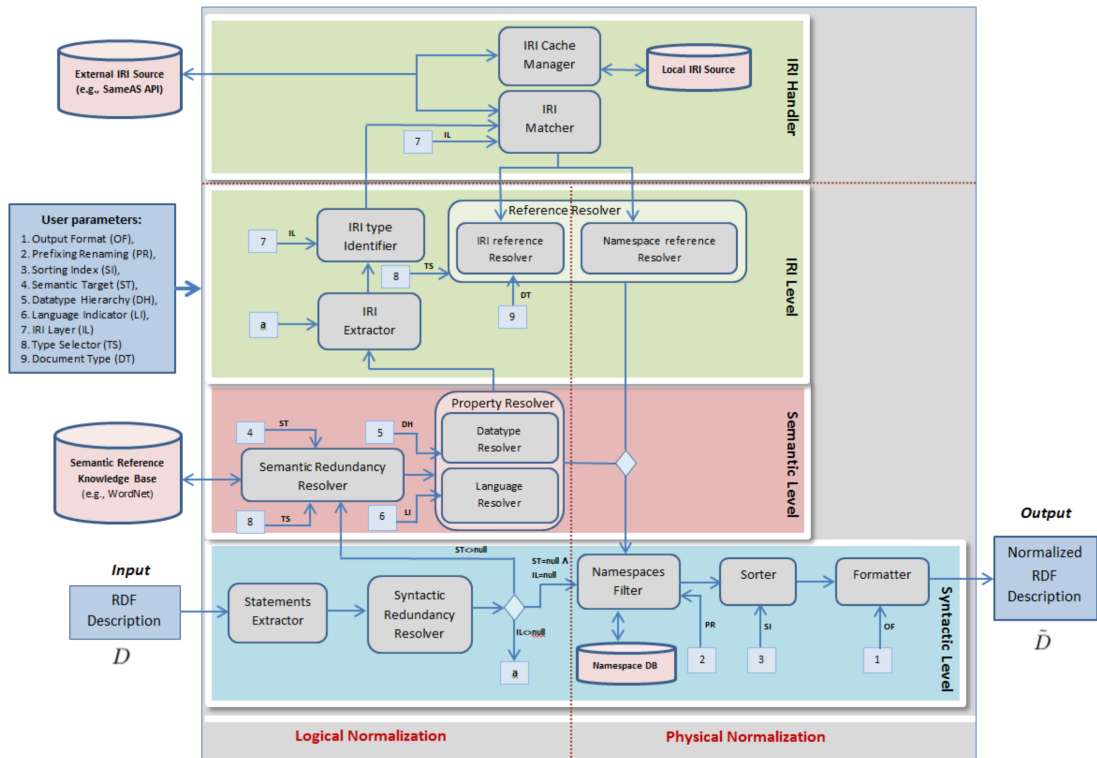 External IRI Source
(e.g., SameAS API)
IRI Cache
Manager
Local IRI Source
IRI
Matcher
7
IL
IRI Handler
User parameters:
1. Output Format (OF),
2. Prefixing Renaming (PR),
3. Sorting Index (SI)
4. Semantic Target (ST),
5. Datatype Hierarchy (DH),
6. Language Indicator (LI),
7. IRI Layer (IL)
8. Type Selector (TS)
9. Document Type (DT)
7
IL
IRI type
Identifier
Reference Resolver
IRI reference
Resolver
Namespace reference
Resolver
8
TS
DT
9
a
IRI
Extractor
IRI Level
Semantic Reference
Knowledge Base
(e.g., WordNet)
4
ST
Semantic Redundancy
Resolver
8
TS
5
DH
6
LI
Property Resolver
Datatype
Resolver
Language
Resolver
Semantic Level
Input
RDF
Description
D
Statements
Extractor
Syntactic
Redundancy
Resolver
ST<>null
ST=null Λ
IL=null
IL<>null
a
Namespaces
Filter
Namespace DB
PR
2
Sorter
SI
3
Formatter
OF
1
Syntactic Level
Output
Normalized
RDF
Description
D̃
Logical Normalization
Physical Normalization